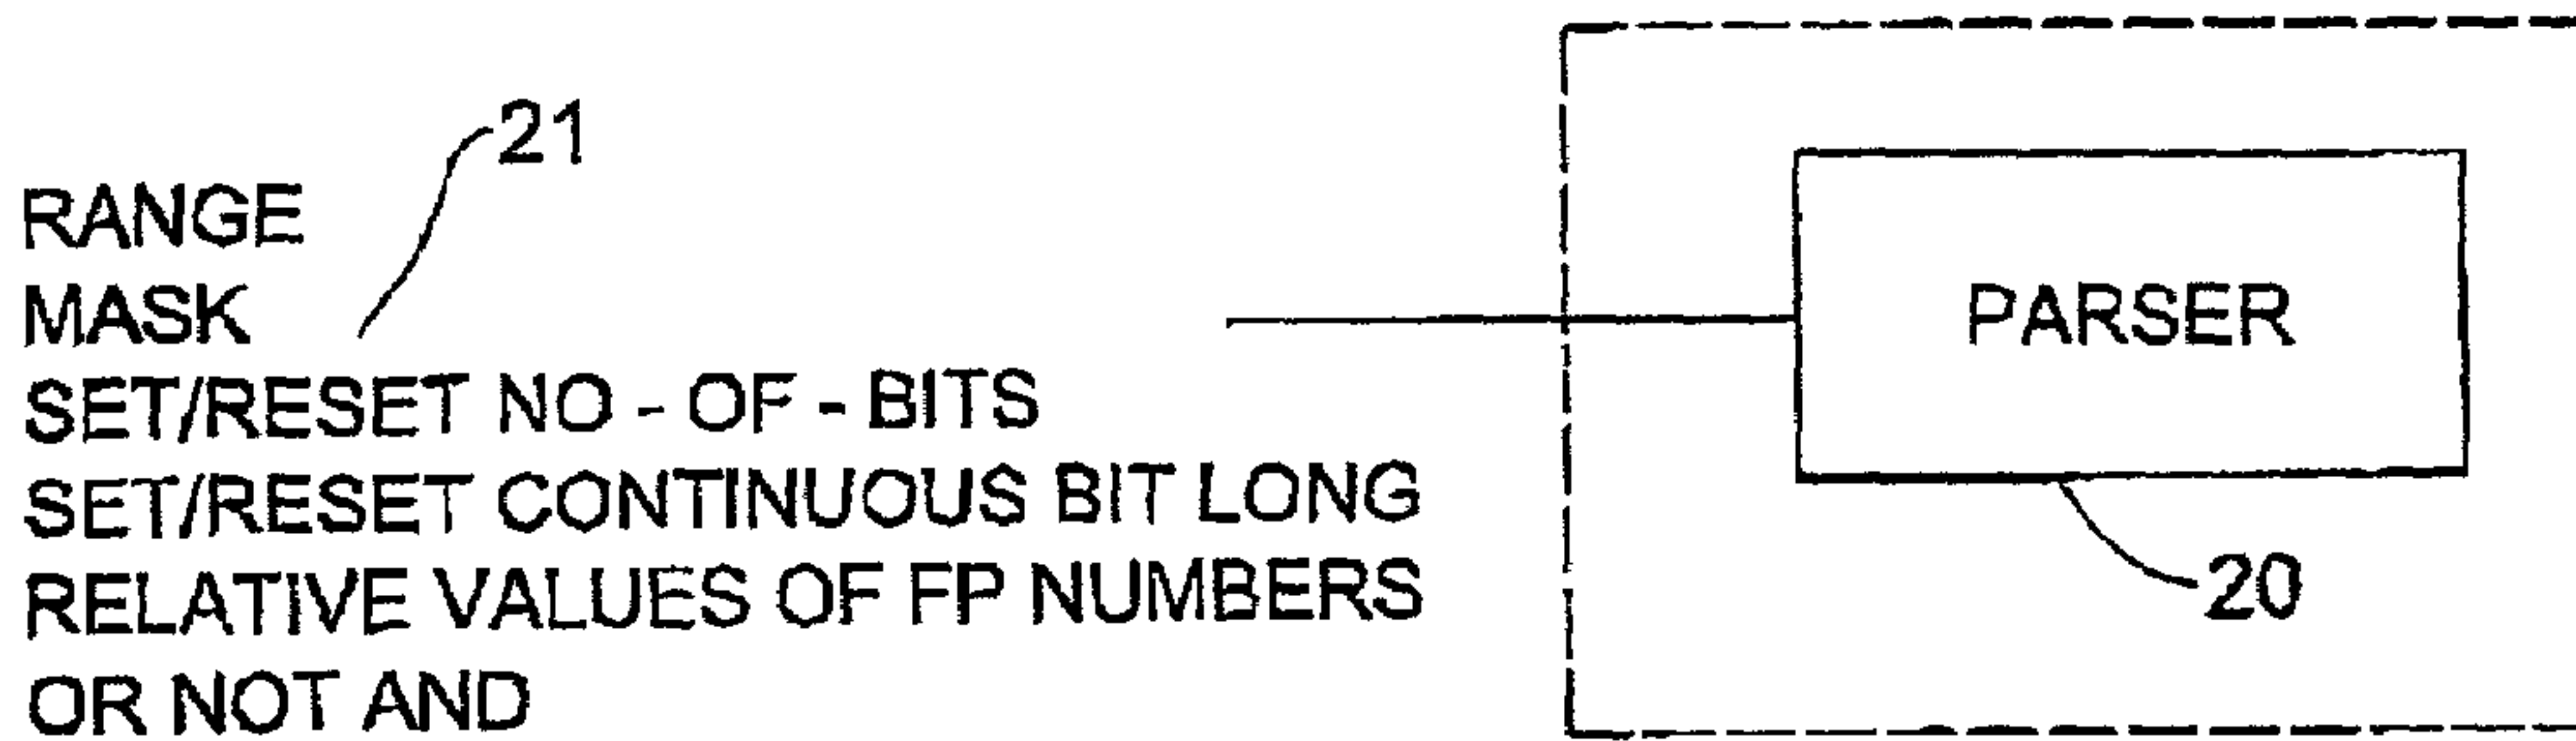 21
RANGE
MASK
SET/RESET NO - OF - BITS
SET/RESET CONTINUOUS BIT LONG
RELATIVE VALUES OF FP NUMBERS
OR NOT AND
PARSER
20